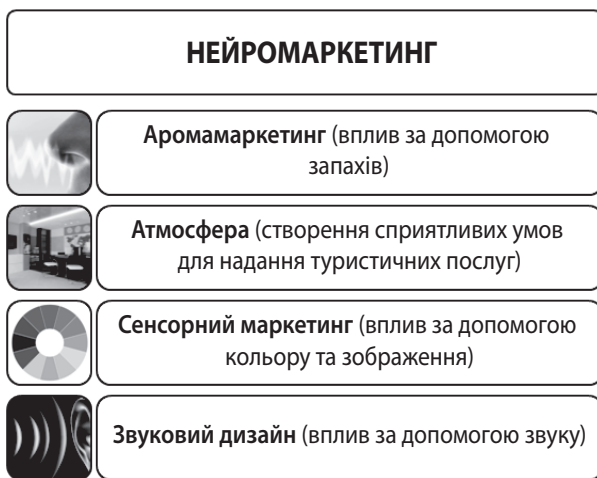 НЕЙРОМАРКЕТИНГ
Аромамаркетинг (вплив за допомогою
запахів)
Атмосфера (створення сприятливих умов
для надання туристичних послуг)
Сенсорний маркетинг (вплив за допомогою
кольору та зображення)
Звуковий дизайн (вплив за допомогою звуку)